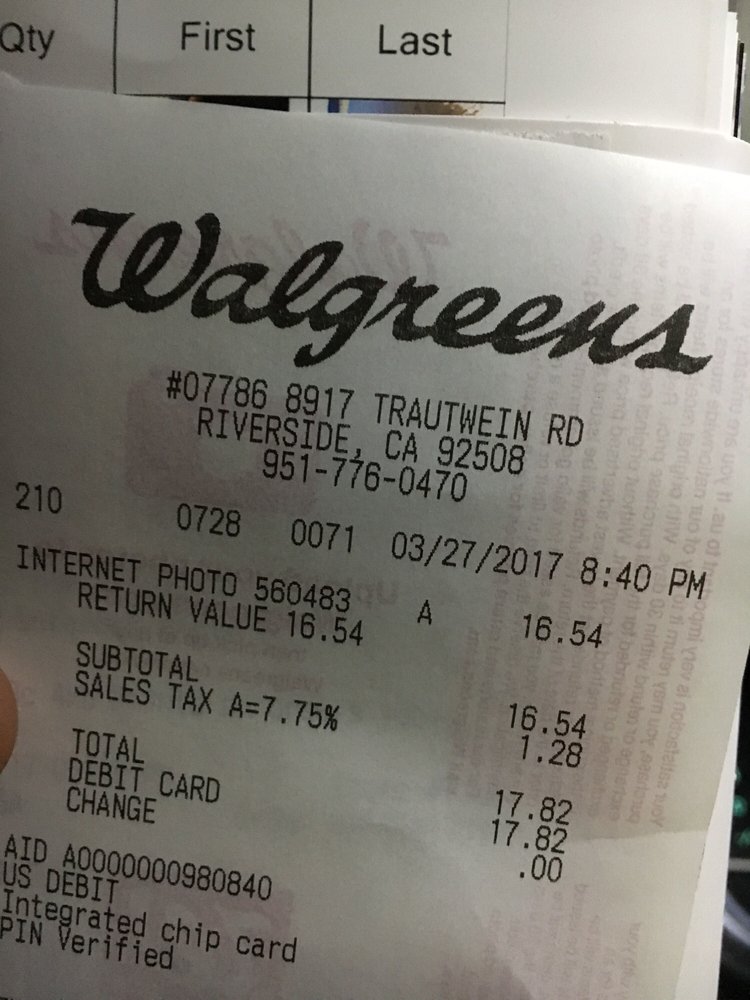 Qty First Last
Walgreens
#07786 8917 TRAUTWEIN RD
RIVERSIDE, CA 92508
951-776-0470
210 0728 0071 03/27/2017 8:40 PM
INTERNET PHOTO 560483 A 16.54
RETURN VALUE 16.54
SUBTOTAL 16.54
SALES TAX A=7.75% 1.28
TOTAL 17.82
DEBIT CARD 17.82
CHANGE .00
AID A0000000980840
US DEBIT
Integrated chip card
PIN Verified